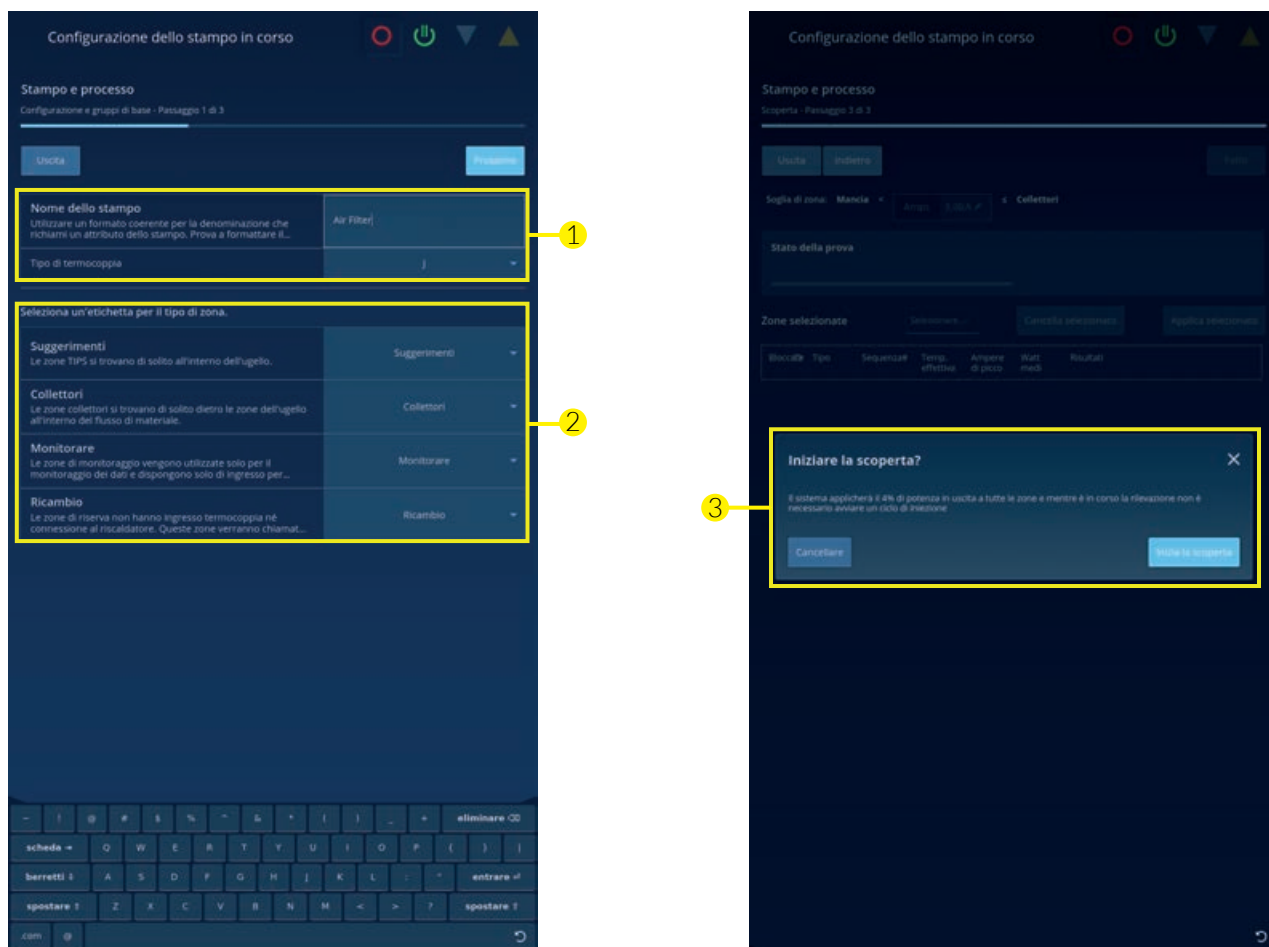 Configurazione dello stampo in corso
Stampo e processo
Configurazione e gruppi di base - Passaggio 1 di 3
Uscita
Prossimo
Nome dello stampo
Utilizzare un formato coerente per la denominazione che
richiami un attributo dello stampo. Prova a formattare il...
Air Filter
Tipo di termocoppia
J
1
Seleziona un'etichetta per il tipo di zona.
Suggerimenti
Le zone TIPS si trovano di solito all'interno dell'ugello.
Suggerimenti
Collettori
Le zone collettori si trovano di solito dietro le zone dell'ugello
all'interno del flusso di materiale.
Collettori
2
Monitorare
Le zone di monitoraggio vengono utilizzate solo per il
monitoraggio dei dati e dispongono solo di ingresso per...
Monitorare
Ricambio
Le zone di riserva non hanno ingresso termocoppia né
connessione al riscaldatore. Queste zone verranno chiamat...
Ricambio
~ ! @ # $ % ^ & * ( ) _ + eliminare
scheda Q W E R T Y U I O P { } |
berretti A S D F G H J K L : " entrare
spostare Z X C V B N M < > ? spostare
.com @
Configurazione dello stampo in corso
Stampo e processo
Scoperta - Passaggio 3 di 3
Uscita
Indietro
Soglia di zona: Mancia < Amps ≤ Collettori
Stato della prova
Zone selezionate
Selezionare...
Cancella selezionato
Applica selezionato
Bloccate Tipo Sequenza# Temp. effettiva Ampere di picco Watt medi Risultati
3
Iniziare la scoperta?
Il sistema applicherà il 4% di potenza in uscita a tutte le zone e mentre è in corso la rilevazione non è
necessario avviare un ciclo di iniezione
Cancellare
Inizia la scoperta